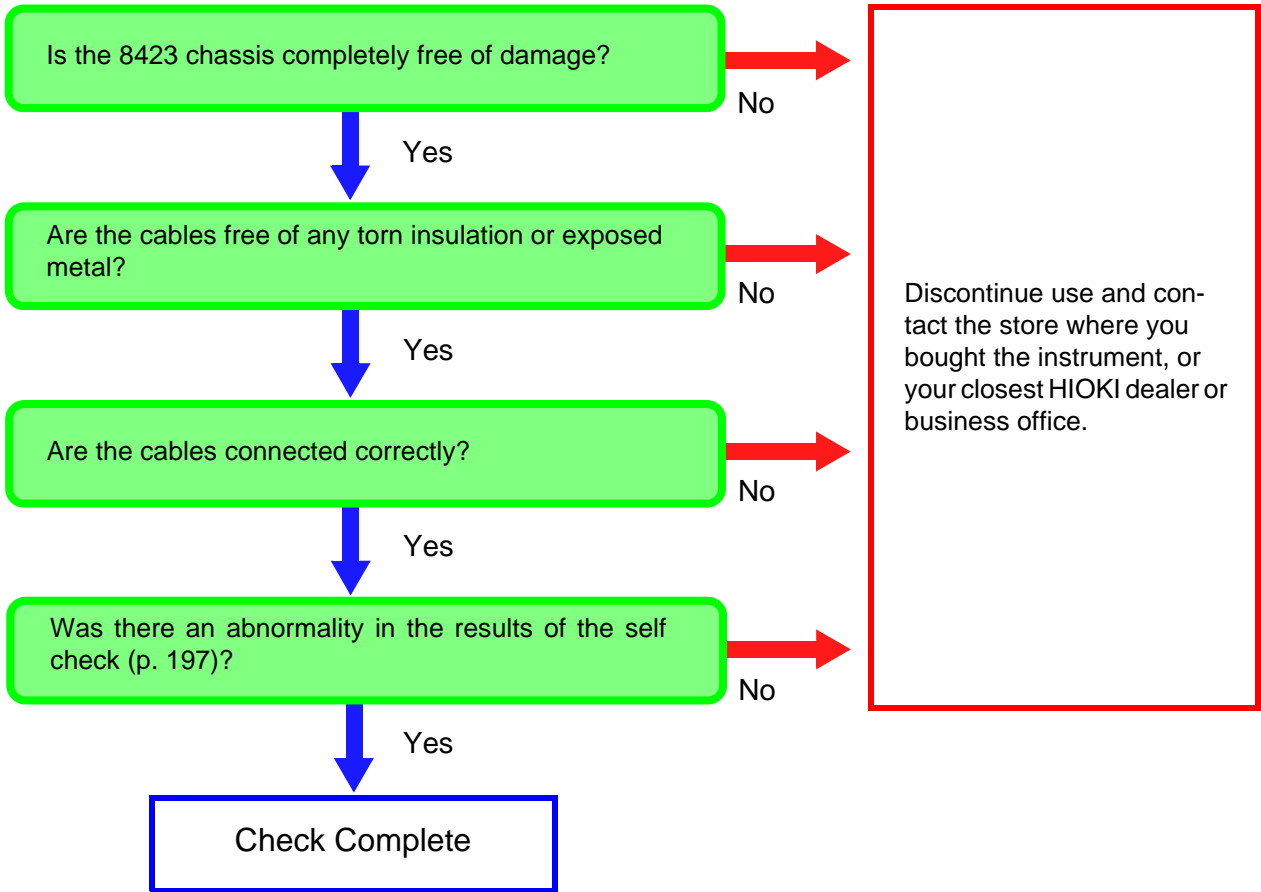 Is the 8423 chassis completely free of damage?
No
Yes
Are the cables free of any torn insulation or exposed
metal?
No
Yes
Discontinue use and con-
tact the store where you
bought the instrument, or
your closest HIOKI dealer or
business office.
Are the cables connected correctly?
No
Yes
Was there an abnormality in the results of the self
check (p. 197)?
No
Yes
Check Complete